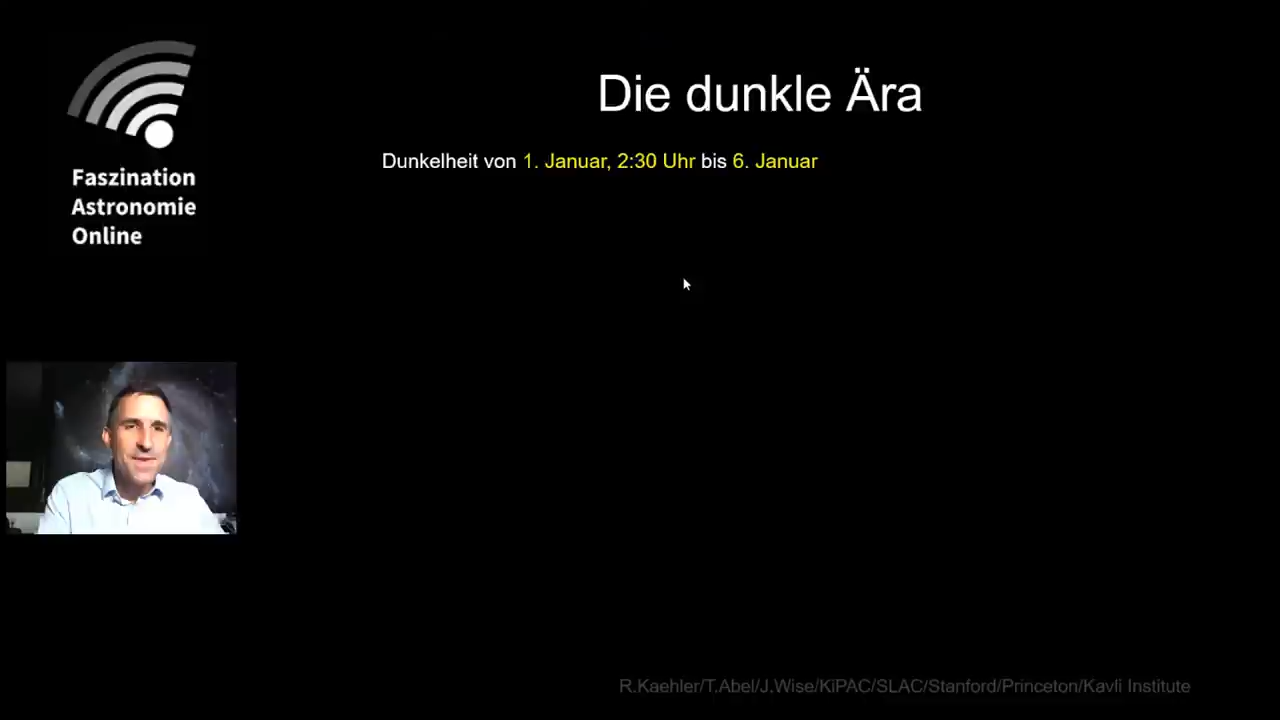 Die dunkle Ära
Dunkelheit von 1. Januar, 2:30 Uhr bis 6. Januar
Faszination
Astronomie
Online
R.Kaehler/T.Abel/J.Wise/KiPAC/SLAC/Stanford/Princeton/Kavli Institute